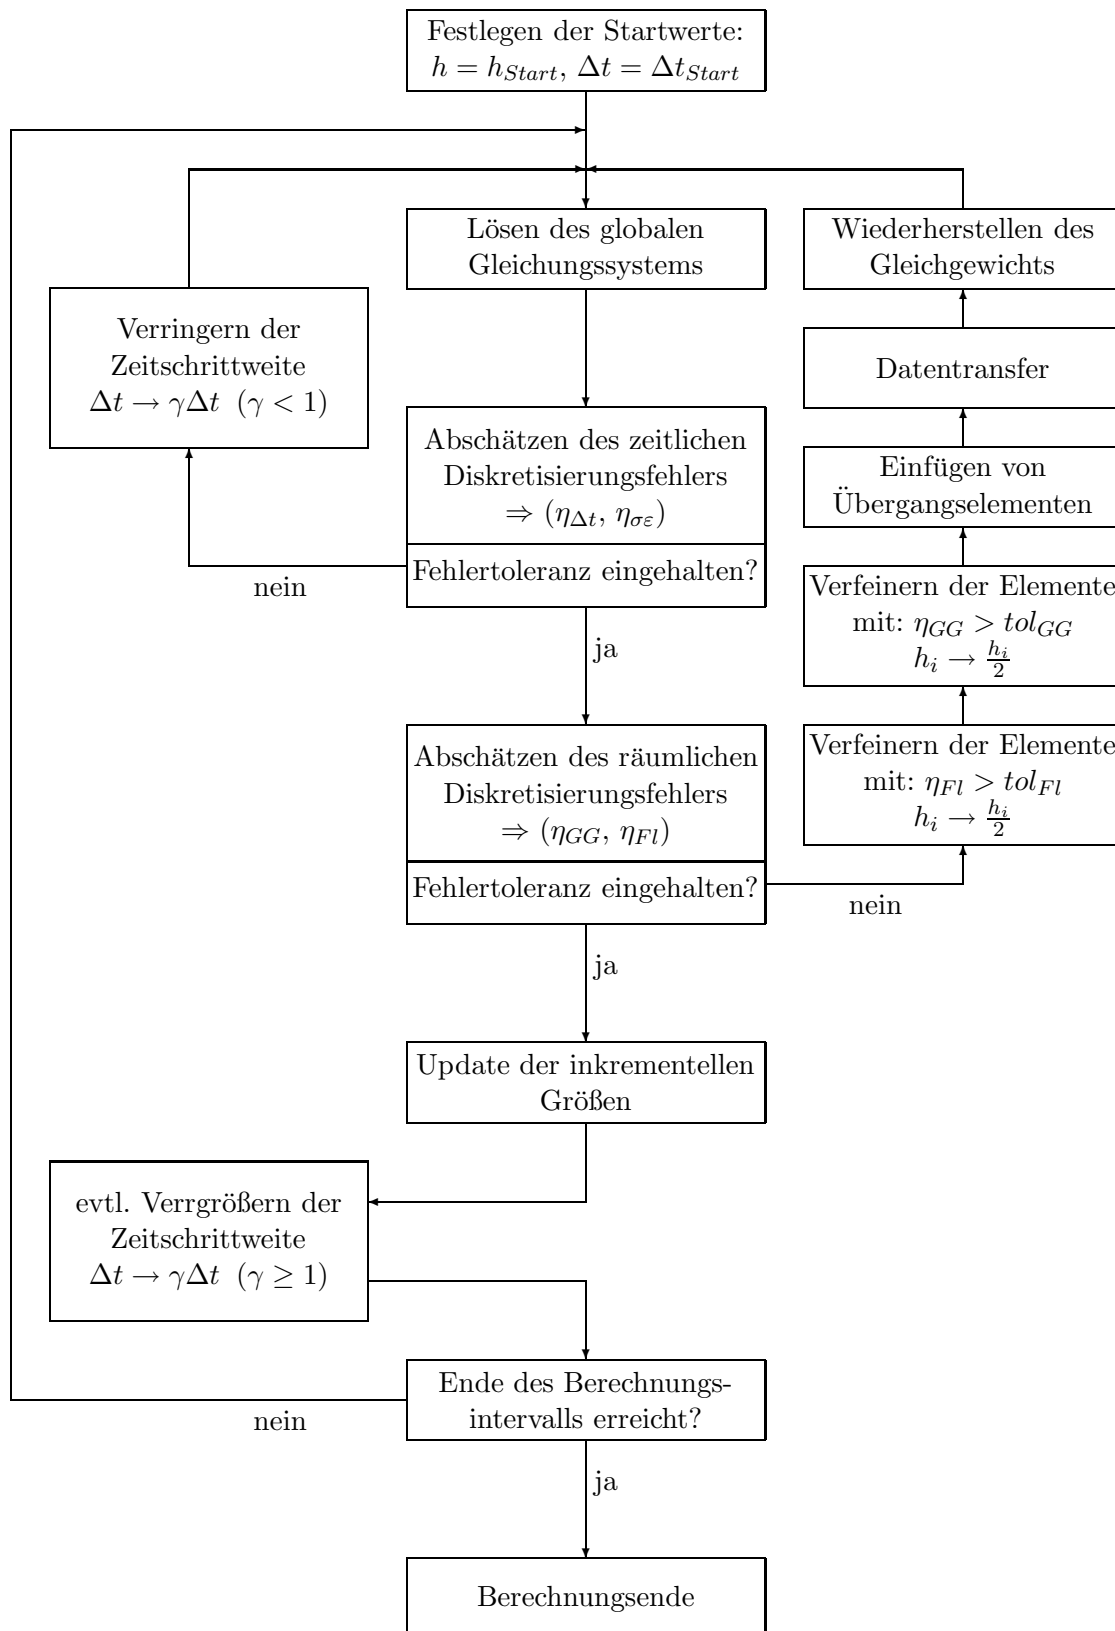 Festlegen der Startwerte:
h = h_{Start}, Δt = Δt_{Start}
Lösen des globalen
Gleichungssystems
Wiederherstellen des
Gleichgewichts
Verringern der
Zeitschrittweite
Δt → γΔt (γ < 1)
Datentransfer
Abschätzen des zeitlichen
Diskretisierungsfehlers
⇒ (η_{Δt}, η_{σε})
Fehlertoleranz eingehalten?
nein
ja
Einfügen von
Übergangselementen
Verfeinern der Elemente
mit: η_{GG} > tol_{GG}
h_i → \frac{h_i}{2}
Verfeinern der Elemente
mit: η_{Fl} > tol_{Fl}
h_i → \frac{h_i}{2}
Abschätzen des räumlichen
Diskretisierungsfehlers
⇒ (η_{GG}, η_{Fl})
Fehlertoleranz eingehalten?
nein
ja
Update der inkrementellen
Größen
evtl. Verrgrößern der
Zeitschrittweite
Δt → γΔt (γ ≥ 1)
Ende des Berechnungs-
intervalls erreicht?
nein
ja
Berechnungsende